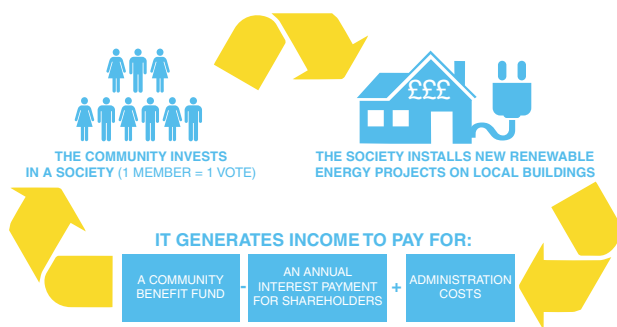 £££
THE COMMUNITY INVESTS
IN A SOCIETY (1 MEMBER = 1 VOTE)
THE SOCIETY INSTALLS NEW RENEWABLE
ENERGY PROJECTS ON LOCAL BUILDINGS
IT GENERATES INCOME TO PAY FOR:
A COMMUNITY
BENEFIT FUND
-
AN ANNUAL
INTEREST PAYMENT
FOR SHAREHOLDERS
+
ADMINISTRATION
COSTS